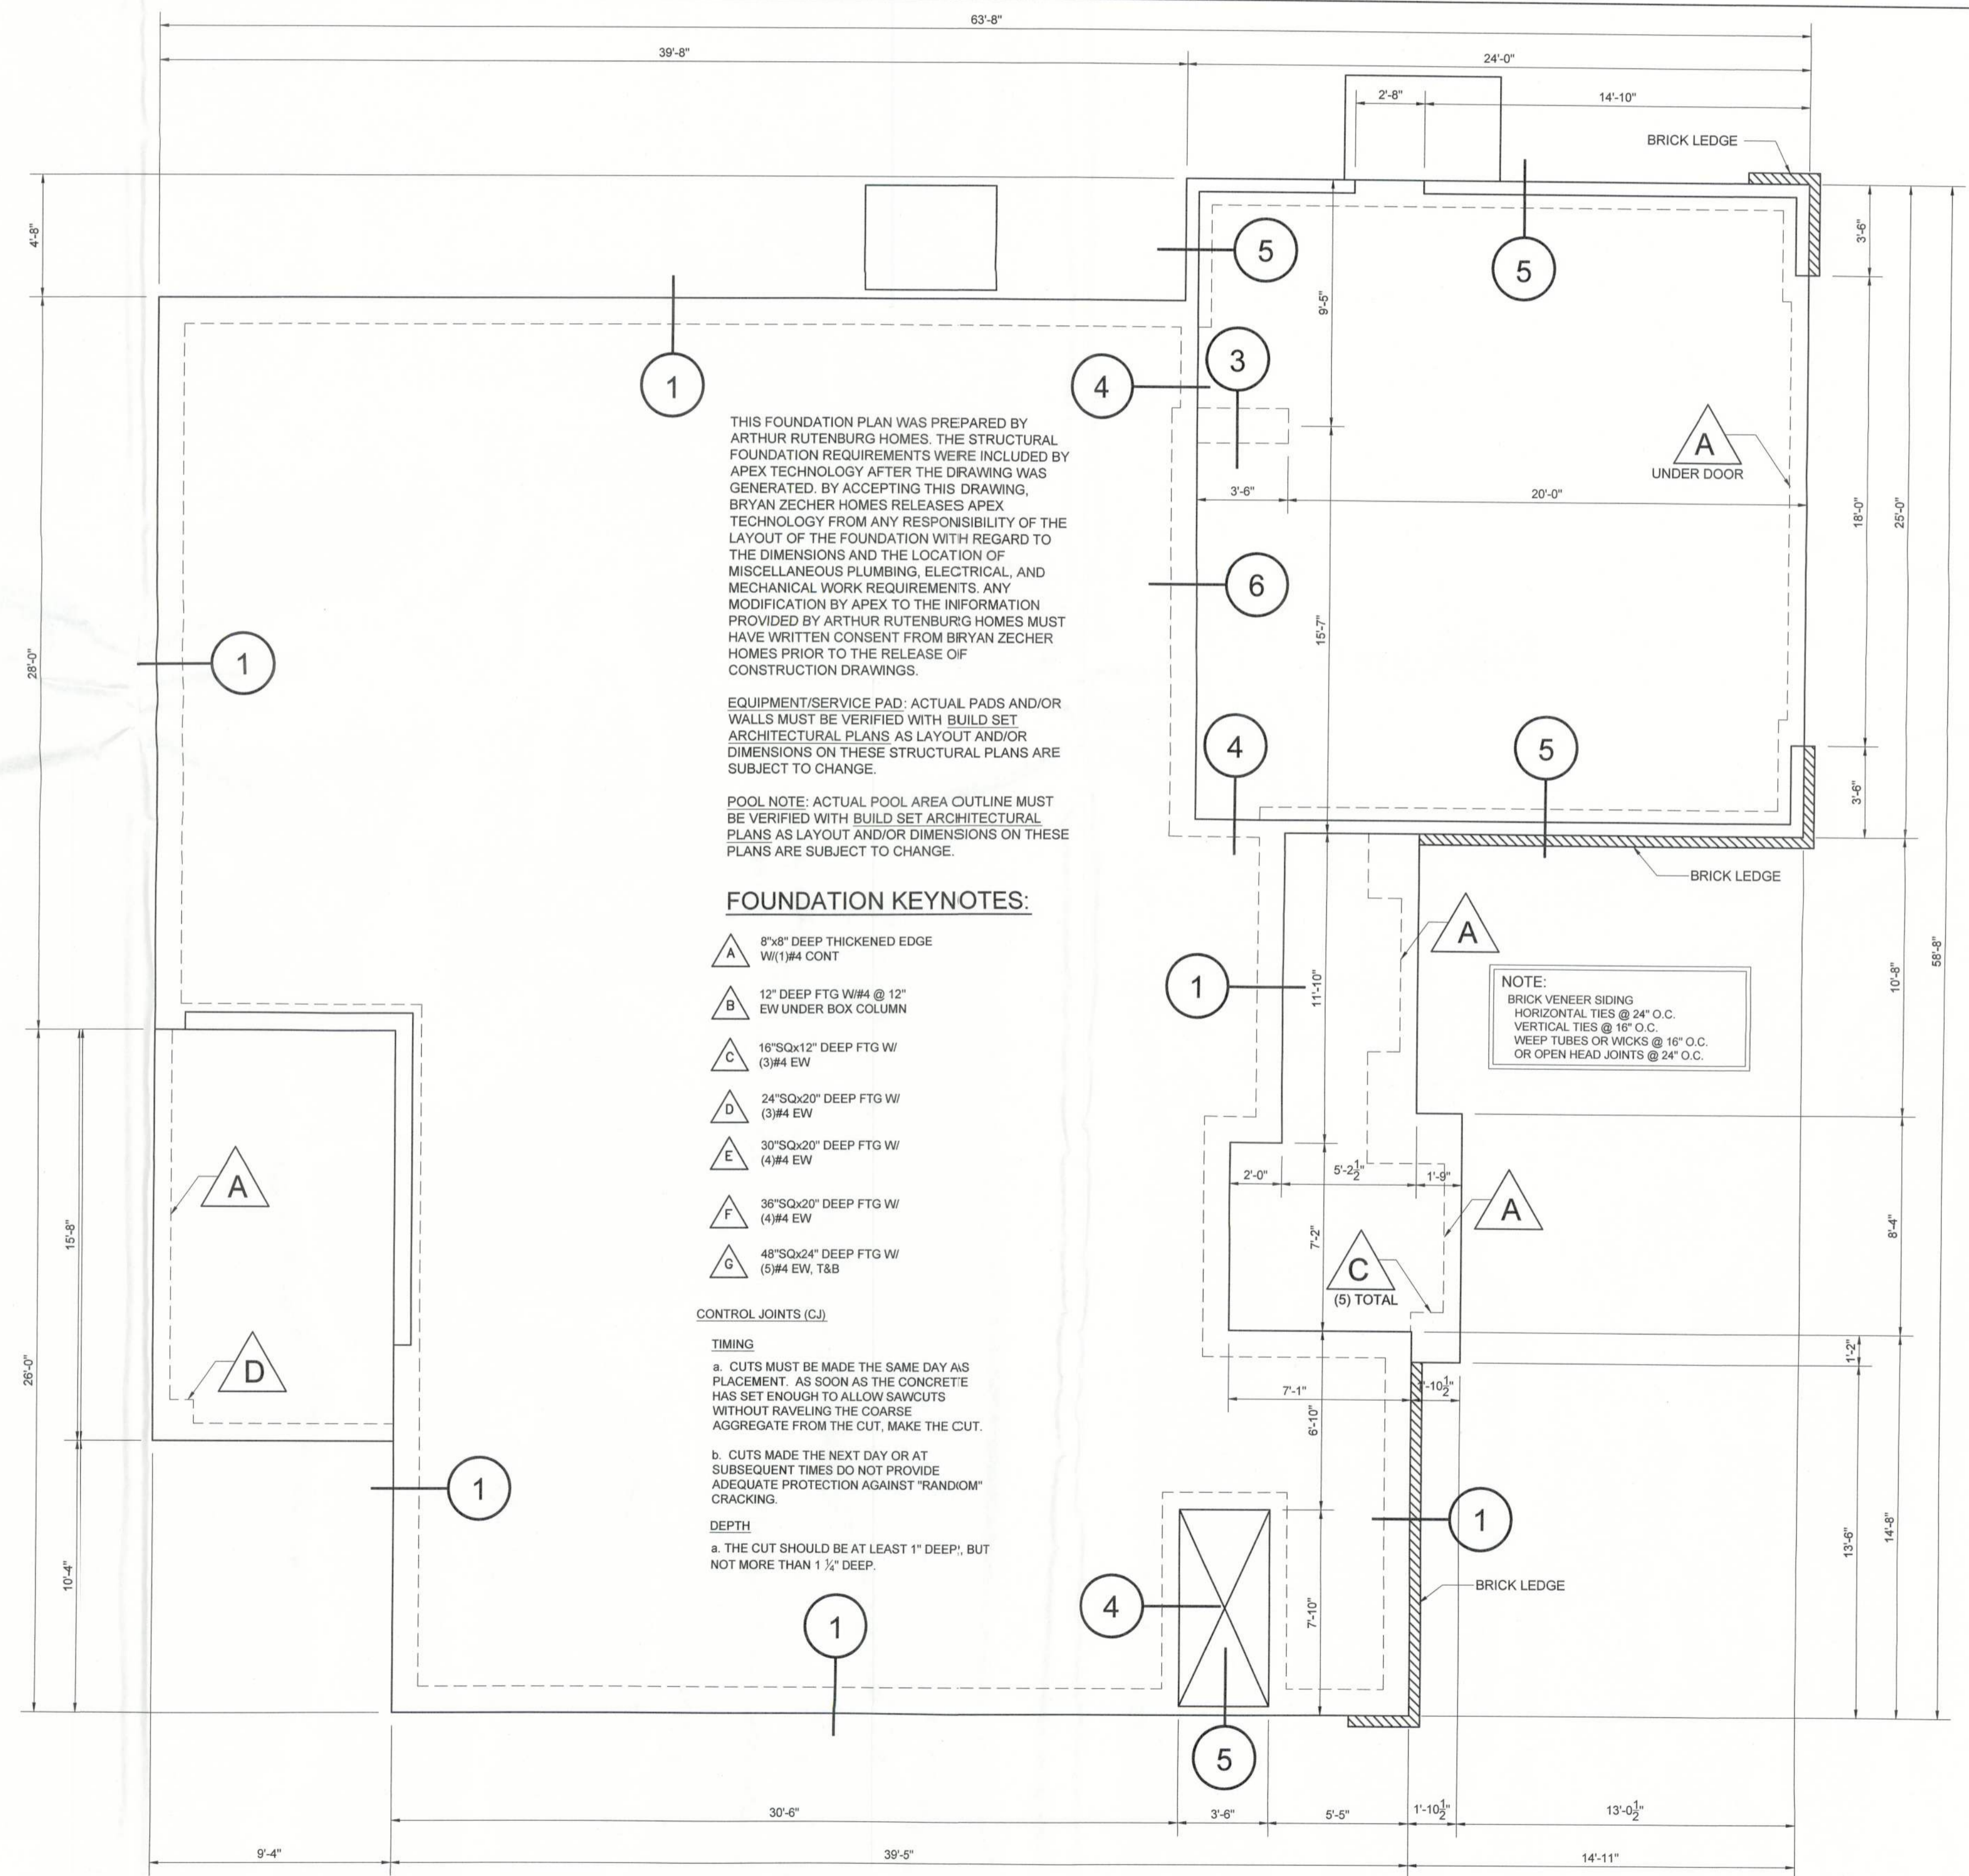 63'-8"
39'-8"
24'-0"
2'-8"
14'-10"
BRICK LEDGE
4'-8"
3'-6"
5
5
9'-5"
3
1
4
THIS FOUNDATION PLAN WAS PREPARED BY
ARTHUR RUTENBURG HOMES. THE STRUCTURAL
FOUNDATION REQUIREMENTS WERE INCLUDED BY
APEX TECHNOLOGY AFTER THE DRAWING WAS
GENERATED. BY ACCEPTING THIS DRAWING,
BRYAN ZECHER HOMES RELEASES APEX
TECHNOLOGY FROM ANY RESPONISIBILITY OF THE
LAYOUT OF THE FOUNDATION WITH REGARD TO
THE DIMENSIONS AND THE LOCATION OF
MISCELLANEOUS PLUMBING, ELECTRICAL, AND
MECHANICAL WORK REQUIREMENTS. ANY
MODIFICATION BY APEX TO THE INFORMATION
PROVIDED BY ARTHUR RUTENBURG HOMES MUST
HAVE WRITTEN CONSENT FROM BRYAN ZECHER
HOMES PRIOR TO THE RELEASE OF
CONSTRUCTION DRAWINGS.
A
UNDER DOOR
3'-6"
20'-0"
18'-0"
25'-0"
6
15'-7"
28'-0"
1
EQUIPMENT/SERVICE PAD: ACTUAL PADS AND/OR
WALLS MUST BE VERIFIED WITH BUILD SET
ARCHITECTURAL PLANS AS LAYOUT AND/OR
DIMENSIONS ON THESE STRUCTURAL PLANS ARE
SUBJECT TO CHANGE.
4
5
3'-6"
POOL NOTE: ACTUAL POOL AREA OUTLINE MUST
BE VERIFIED WITH BUILD SET ARCHITECTURAL
PLANS AS LAYOUT AND/OR DIMENSIONS ON THESE
PLANS ARE SUBJECT TO CHANGE.
BRICK LEDGE
FOUNDATION KEYNOTES:
A
8"x8" DEEP THICKENED EDGE
W/(1)#4 CONT
B
12" DEEP FTG W/#4 @ 12"
EW UNDER BOX COLUMN
C
16"SQx12" DEEP FTG W/
(3)#4 EW
D
24"SQx20" DEEP FTG W/
(3)#4 EW
E
30"SQx20" DEEP FTG W/
(4)#4 EW
F
36"SQx20" DEEP FTG W/
(4)#4 EW
G
48"SQx24" DEEP FTG W/
(5)#4 EW, T&B
A
1
11'-10"
NOTE:
BRICK VENEER SIDING
HORIZONTAL TIES @ 24" O.C.
VERTICAL TIES @ 16" O.C.
WEEP TUBES OR WICKS @ 16" O.C.
OR OPEN HEAD JOINTS @ 24" O.C.
10'-8"
58'-8"
2'-0"
5'-2½"
1'-9"
A
7'-2"
C
(5) TOTAL
8'-4"
A
15'-8"
D
26'-0"
CONTROL JOINTS (CJ)
TIMING
a. CUTS MUST BE MADE THE SAME DAY AS
PLACEMENT. AS SOON AS THE CONCRETE
HAS SET ENOUGH TO ALLOW SAWCUTS
WITHOUT RAVELING THE COARSE
AGGREGATE FROM THE CUT, MAKE THE CUT.
b. CUTS MADE THE NEXT DAY OR AT
SUBSEQUENT TIMES DO NOT PROVIDE
ADEQUATE PROTECTION AGAINST "RANDOM"
CRACKING.
DEPTH
a. THE CUT SHOULD BE AT LEAST 1" DEEP, BUT
NOT MORE THAN 1 ¼" DEEP.
1'-2"
7'-1"
1'-10½"
6'-10"
1
1
13'-6"
14'-8"
10'-4"
BRICK LEDGE
4
7'-10"
1
5
30'-6"
3'-6"
5'-5"
1'-10½"
13'-0½"
9'-4"
39'-5"
14'-11"